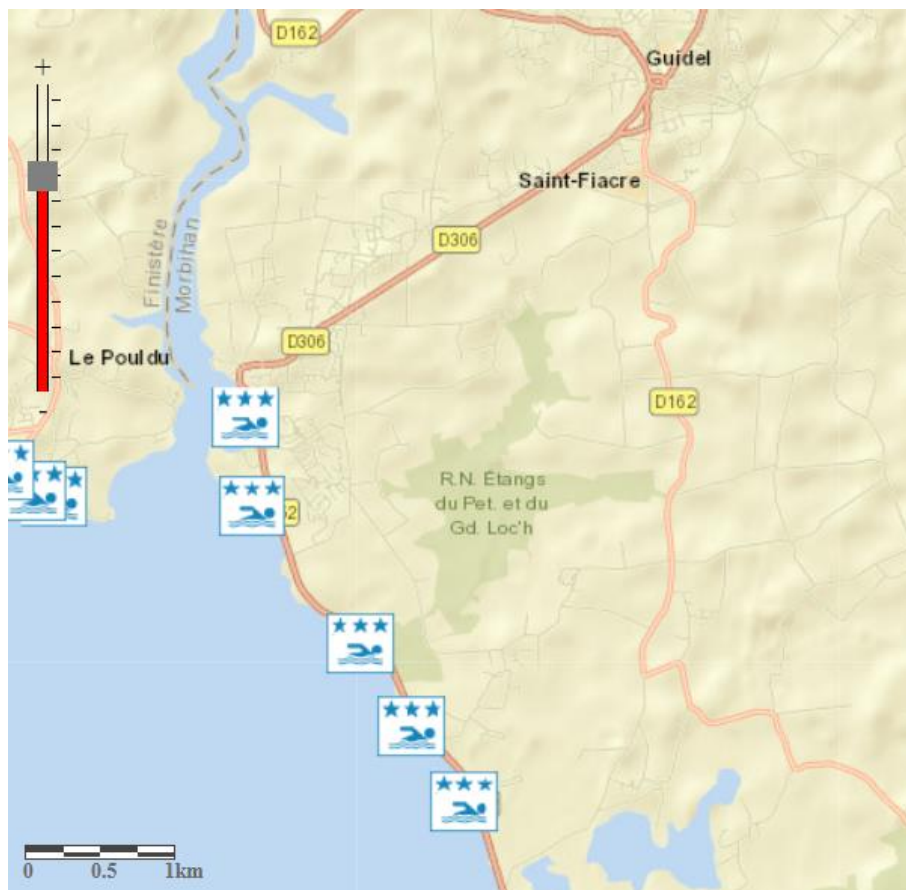 +
D162
Guidel
Saint-Fiacre
D306
Finistère
Morbihan
D306
Le Pouldu
D162
-
R.N. Étangs
du Pet. et du
Gd. Loc'h
0 0.5 1km